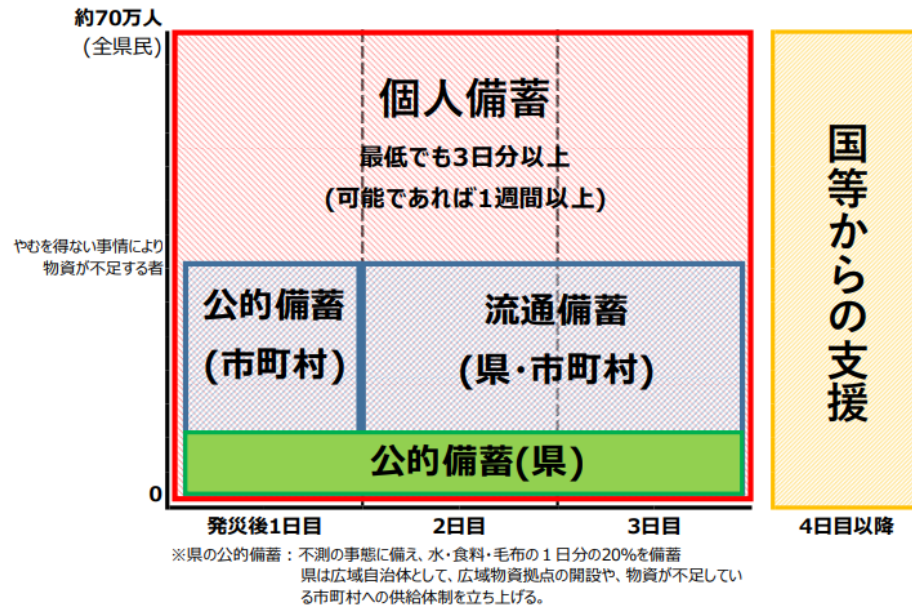 約70万人
(全県民)
個人備蓄
最低でも3日分以上
(可能であれば1週間以上)
やむを得ない事情により
物資が不足する者
公的備蓄
(市町村)
流通備蓄
(県・市町村)
公的備蓄(県)
0
発災後1日目
2日目
3日目
国等からの支援
4日目以降
※県の公的備蓄：不測の事態に備え、水・食料・毛布の１日分の20%を備蓄
県は広域自治体として、広域物資拠点の開設や、物資が不足してい
る市町村への供給体制を立ち上げる。